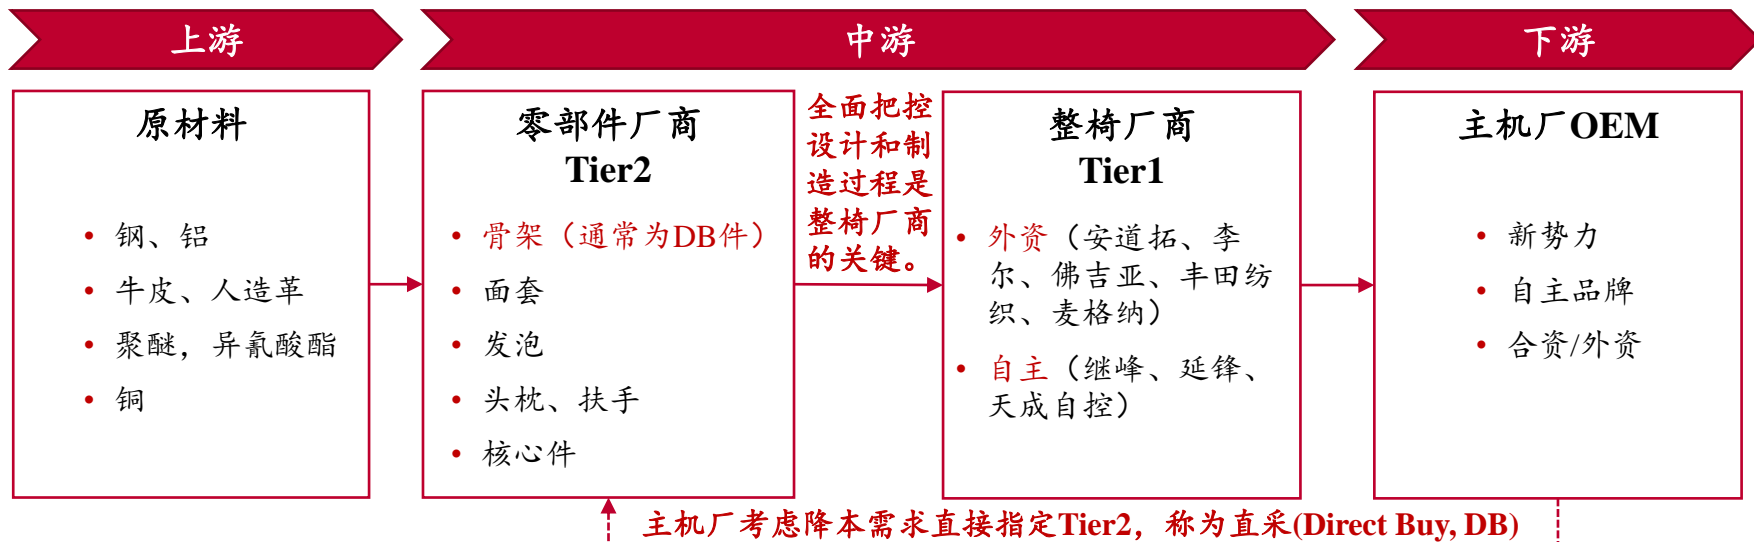 上游
中游
下游
原材料
• 钢、铝
• 牛皮、人造革
• 聚醚，异氰酸酯
• 铜
零部件厂商
Tier2
• 骨架（通常为DB件）
• 面套
• 发泡
• 头枕、扶手
• 核心件
全面把控
设计和制
造过程是
整椅厂商
的关键。
整椅厂商
Tier1
• 外资（安道拓、李
尔、佛吉亚、丰田纺
织、麦格纳）
• 自主（继峰、延锋、
天成自控）
主机厂OEM
• 新势力
• 自主品牌
• 合资/外资
主机厂考虑降本需求直接指定Tier2，称为直采(Direct Buy, DB)